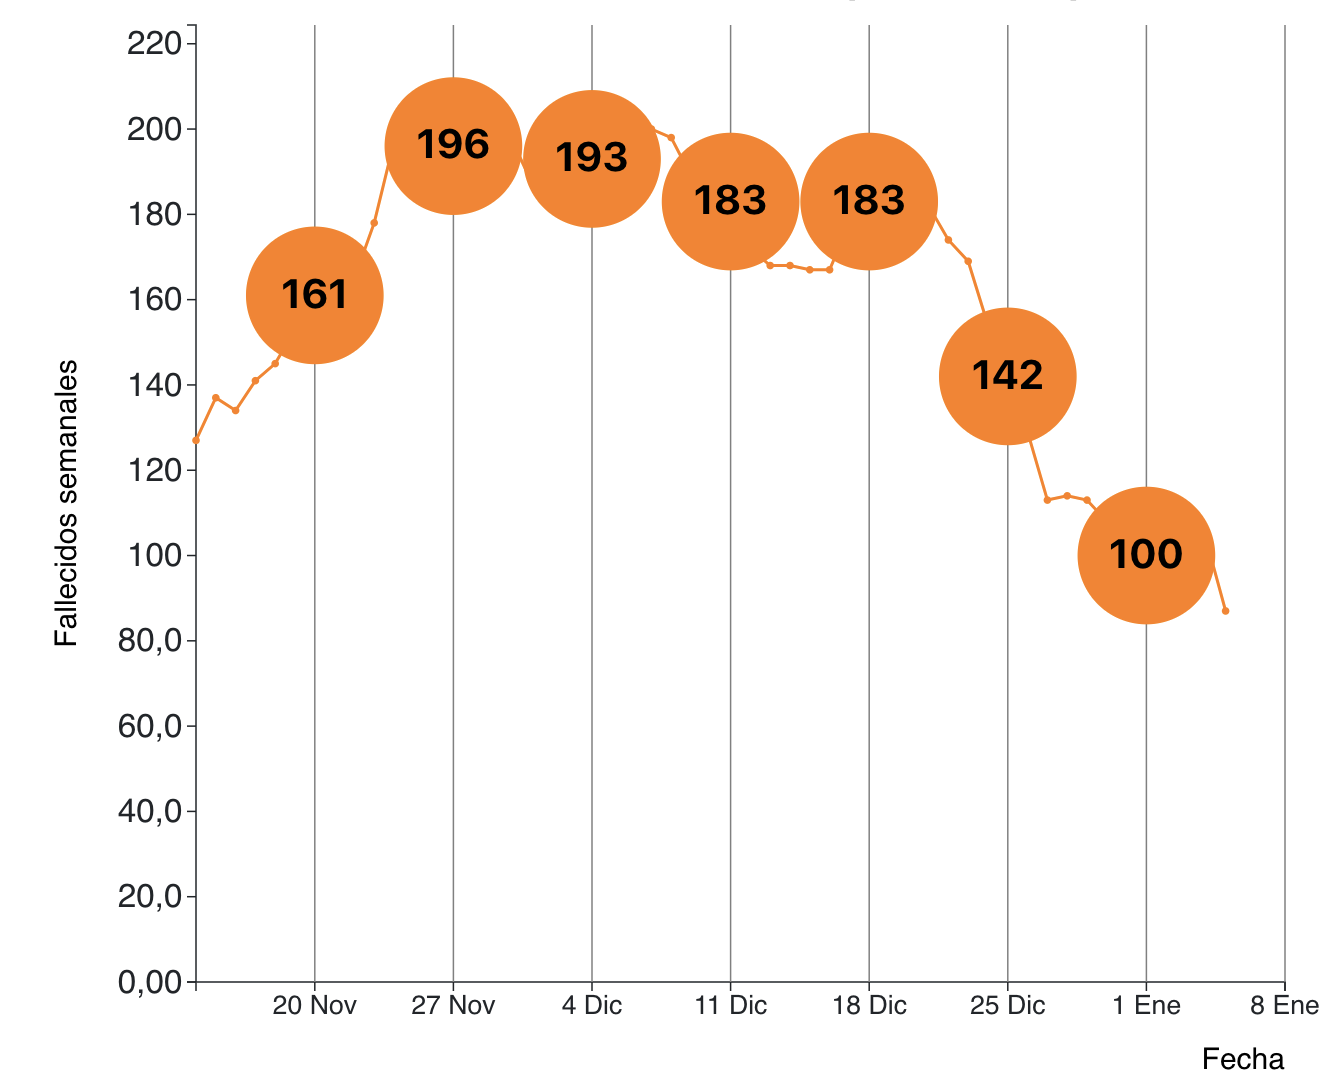 220
200
180
160
140
120
100
80,0
60,0
40,0
20,0
0,00
Fallecidos semanales
161
196
193
183
183
142
100
20 Nov
27 Nov
4 Dic
11 Dic
18 Dic
25 Dic
1 Ene
8 Ene
Fecha